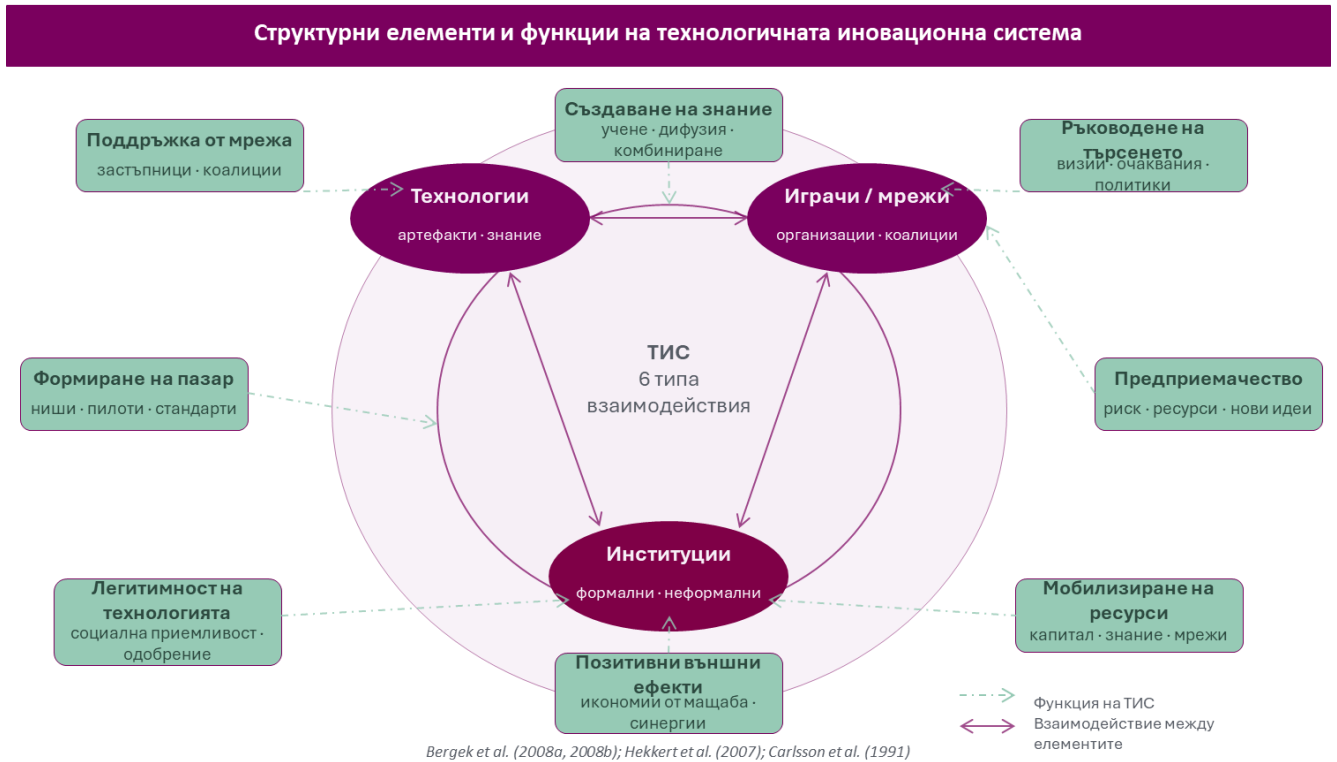 Структурни елементи и функции на технологичната иновационна система
Създаване на знание
учене · дифузия ·
комбиниране
Поддръжка от мрежа
застъпници · коалиции
Ръководене на
търсенето
визии · очаквания ·
политики
Технологии
артефакти · знание
Играчи / мрежи
организации · коалиции
ТИС
6 типа
взаимодействия
Формиране на пазар
ниши · пилоти · стандарти
Предприемачество
риск · ресурси · нови идеи
Институции
формални · неформални
Легитимност на
технологията
социална приемливост ·
одобрение
Мобилизиране на
ресурси
капитал · знание · мрежи
Позитивни външни
ефекти
икономии от мащаба ·
синергии
Функция на ТИС
Взаимодействие между
елементите
Bergek et al. (2008a, 2008b); Hekkert et al. (2007); Carlsson et al. (1991)